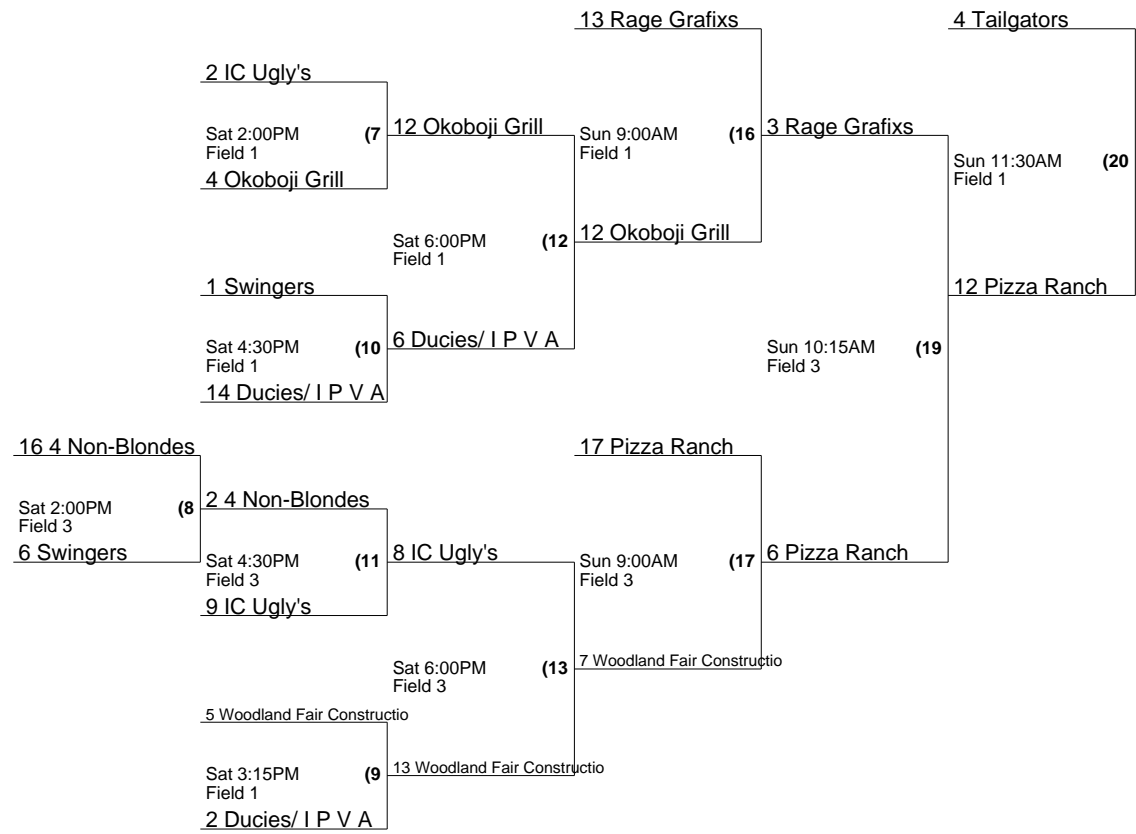 13 Rage Grafixs
4 Tailgators
2 IC Ugly's
Sat 2:00PM
Field 1
(7
12 Okoboji Grill
Sun 9:00AM
Field 1
(16
3 Rage Grafixs
4 Okoboji Grill
Sun 11:30AM
Field 1
(20
Sat 6:00PM
Field 1
(12
12 Okoboji Grill
1 Swingers
12 Pizza Ranch
Sat 4:30PM
Field 1
(10
6 Ducies/ I P V A
Sun 10:15AM
Field 3
(19
14 Ducies/ I P V A
16 4 Non-Blondes
17 Pizza Ranch
Sat 2:00PM
Field 3
(8
2 4 Non-Blondes
6 Swingers
Sat 4:30PM
Field 3
(11
8 IC Ugly's
Sun 9:00AM
Field 3
(17
6 Pizza Ranch
9 IC Ugly's
Sat 6:00PM
Field 3
(13
7 Woodland Fair Constructio
5 Woodland Fair Constructio
Sat 3:15PM
Field 1
(9
13 Woodland Fair Constructio
2 Ducies/ I P V A